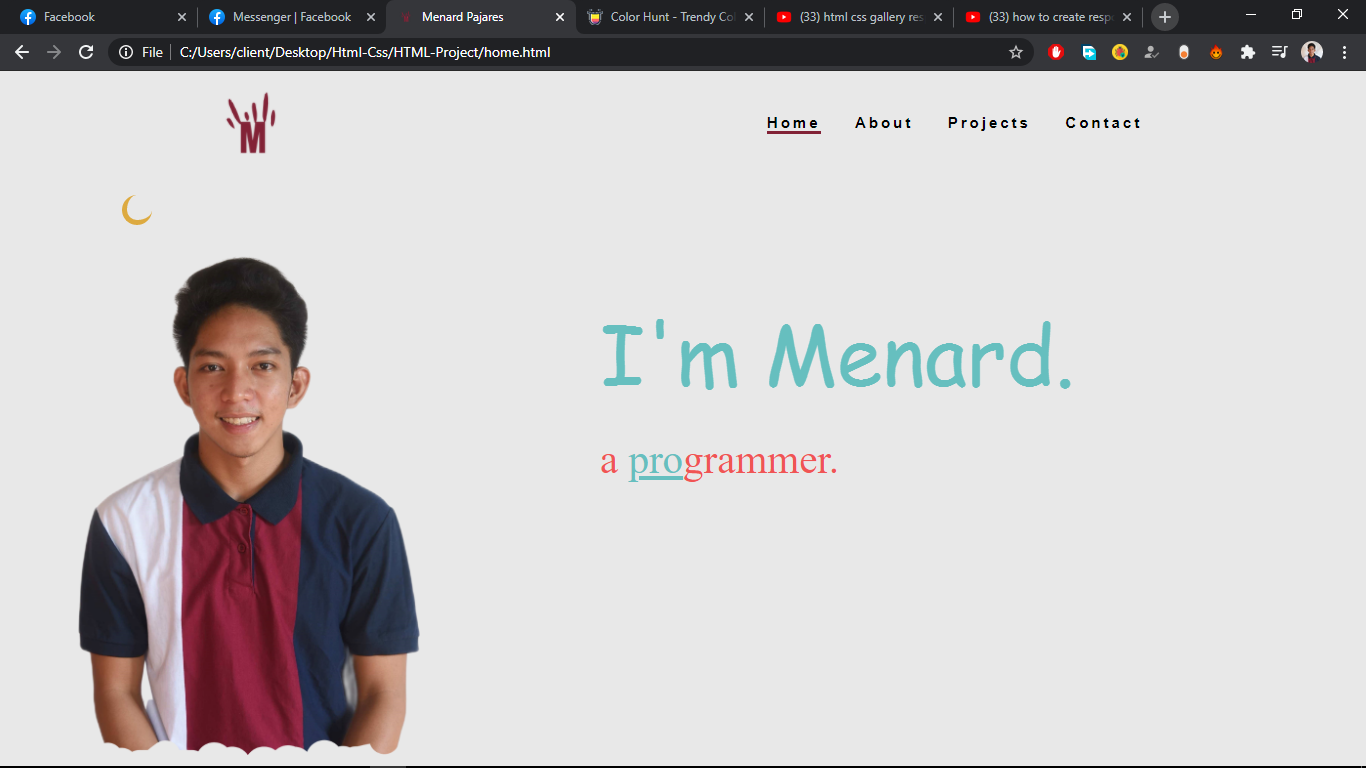 Facebook
Messenger | Facebook
Menard Pajares
Color Hunt - Trendy Co
(33) html css gallery res
(33) how to create resp
File
C:/Users/client/Desktop/Html-Css/HTML-Project/home.html
M
Home About Projects Contact
I'm Menard.
a programmer.